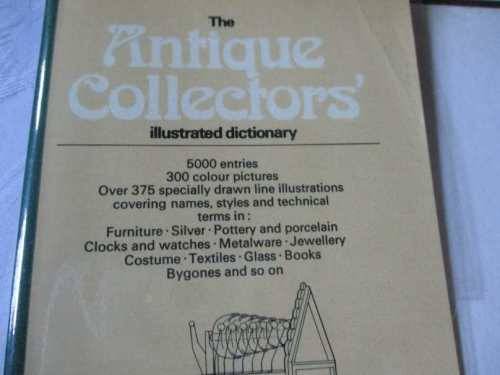 The
Antique
Collectors'
illustrated dictionary
5000 entries
300 colour pictures
Over 375 specially drawn line illustrations
covering names, styles and technical
terms in :
Furniture · Silver · Pottery and porcelain
Clocks and watches · Metalware · Jewellery
Costume · Textiles · Glass · Books
Bygones and so on